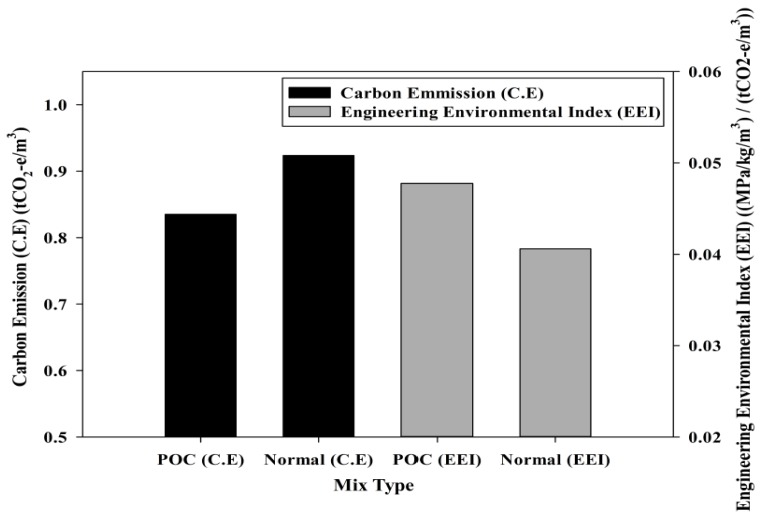 Carbon Emmission (C.E)
Engineering Environmental Index (EEI)
Carbon Emission (C.E) (tCO₂-e/m³)
1.0
0.9
0.8
0.7
0.6
0.5
0.06
0.05
0.04
0.03
0.02
Engineering Environmental Index (EEI) ((MPa/kg/m³) / (tCO2-e/m³))
POC (C.E) Normal (C.E) POC (EEI) Normal (EEI)
Mix Type